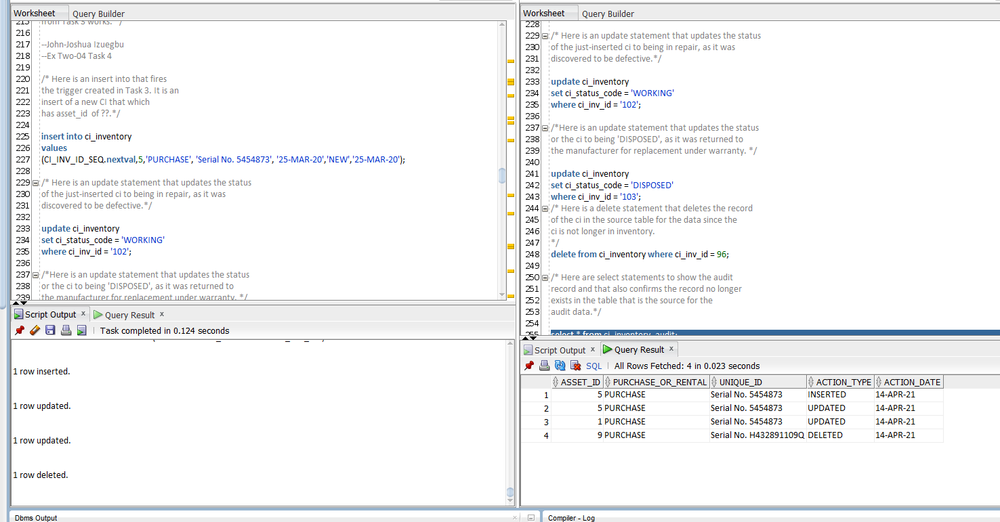 Worksheet Query Builder
215 from Task 3 works. */
216
217 --John-Joshua Izuegbu
218 --Ex Two-04 Task 4
219
220 /* Here is an insert into that fires
221 the trigger created in Task 3. It is an
222 insert of a new CI that which
223 has asset_id of ??.*/
224
225 insert into ci_inventory
226 values
227 (CI_INV_ID_SEQ.nextval,5,'PURCHASE', 'Serial No. 5454873', '25-MAR-20','NEW','25-MAR-20');
228
229 /* Here is an update statement that updates the status
230 of the just-inserted ci to being in repair, as it was
231 discovered to be defective.*/
232
233 update ci_inventory
234 set ci_status_code = 'WORKING'
235 where ci_inv_id = '102';
236
237 /*Here is an update statement that updates the status
238 or the ci to being 'DISPOSED', as it was returned to
239 the manufacturer for replacement under warranty. */
Script Output x Query Result x
Task completed in 0.124 seconds
1 row inserted.
1 row updated.
1 row updated.
1 row deleted.
Dbms Output
Worksheet Query Builder
228
229 /* Here is an update statement that updates the status
230 of the just-inserted ci to being in repair, as it was
231 discovered to be defective.*/
232
233 update ci_inventory
234 set ci_status_code = 'WORKING'
235 where ci_inv_id = '102';
236
237 /*Here is an update statement that updates the status
238 or the ci to being 'DISPOSED', as it was returned to
239 the manufacturer for replacement under warranty. */
240
241 update ci_inventory
242 set ci_status_code = 'DISPOSED'
243 where ci_inv_id = '103';
244 /* Here is a delete statement that deletes the record
245 of the ci in the source table for the data since the
246 ci is not longer in inventory.
247 */
248 delete from ci_inventory where ci_inv_id = 96;
249
250 /* Here are select statements to show the audit
251 record and that also confirms the record no longer
252 exists in the table that is the source for the
253 audit data.*/
254
255 select * from ci_inventory_audit;
Script Output x Query Result x
SQL | All Rows Fetched: 4 in 0.023 seconds
ASSET_ID PURCHASE_OR_RENTAL UNIQUE_ID ACTION_TYPE ACTION_DATE
1 5 PURCHASE Serial No. 5454873 INSERTED 14-APR-21
2 5 PURCHASE Serial No. 5454873 UPDATED 14-APR-21
3 1 PURCHASE Serial No. 5454873 UPDATED 14-APR-21
4 9 PURCHASE Serial No. H432891109Q DELETED 14-APR-21
Compiler - Log